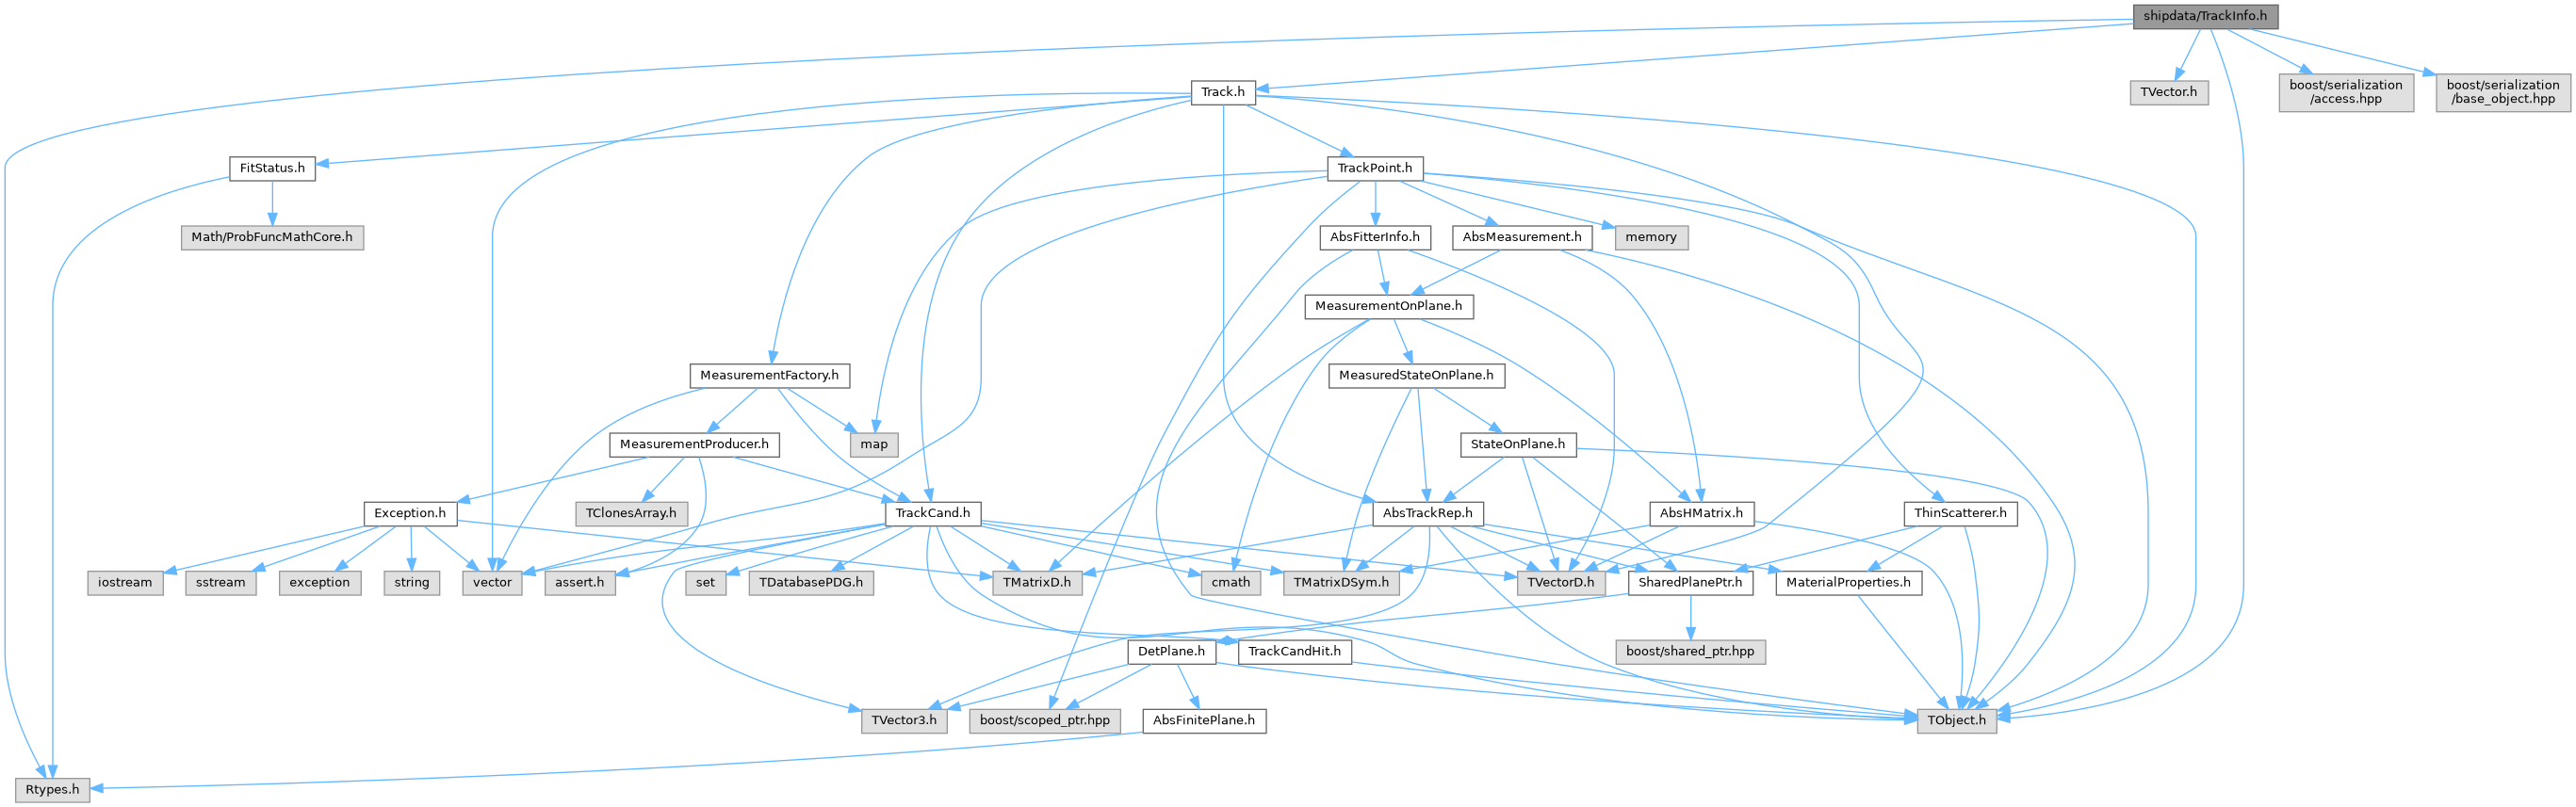 shipdata/TrackInfo.h
Track.h
TVector.h
boost/serialization
/access.hpp
boost/serialization
/base_object.hpp
FitStatus.h
TrackPoint.h
Math/ProbFuncMathCore.h
AbsFitterInfo.h
AbsMeasurement.h
memory
MeasurementOnPlane.h
MeasurementFactory.h
MeasuredStateOnPlane.h
MeasurementProducer.h
map
StateOnPlane.h
Exception.h
TClonesArray.h
TrackCand.h
AbsTrackRep.h
AbsHMatrix.h
ThinScatterer.h
iostream
sstream
exception
string
vector
assert.h
set
TDatabasePDG.h
TMatrixD.h
cmath
TMatrixDSym.h
TVectorD.h
SharedPlanePtr.h
MaterialProperties.h
DetPlane.h
TrackCandHit.h
boost/shared_ptr.hpp
TVector3.h
boost/scoped_ptr.hpp
AbsFinitePlane.h
TObject.h
Rtypes.h